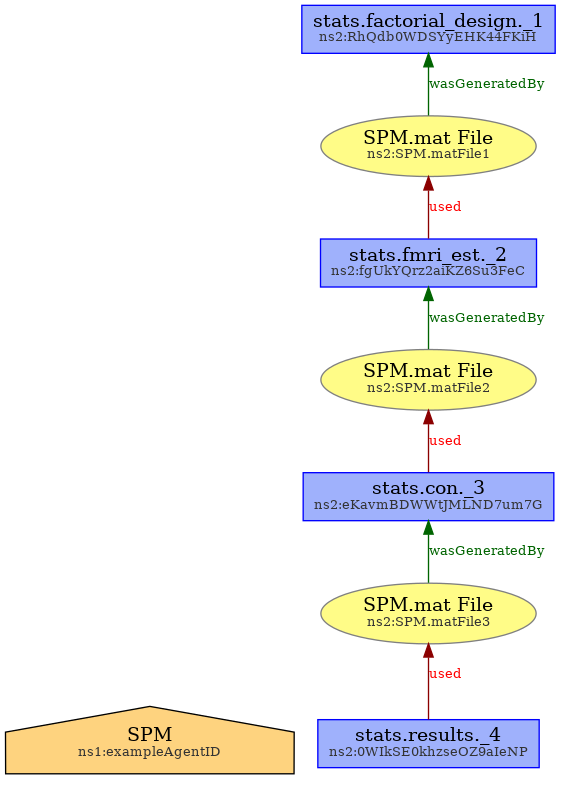 stats.factorial_design._1
ns2:RhQdb0WDSYyEHK44FKiH
wasGeneratedBy
SPM.mat File
ns2:SPM.matFile1
used
stats.fmri_est._2
ns2:fgUkYQrz2aiKZ6Su3FeC
wasGeneratedBy
SPM.mat File
ns2:SPM.matFile2
used
stats.con._3
ns2:eKavmBDWWtJMLND7um7G
wasGeneratedBy
SPM.mat File
ns2:SPM.matFile3
used
SPM
ns1:exampleAgentID
stats.results._4
ns2:0WIkSE0khzseOZ9aIeNP